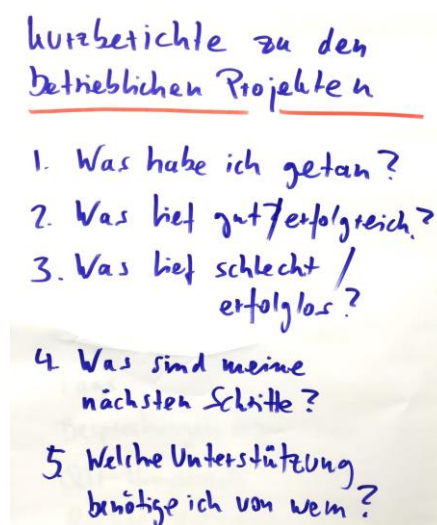 Kurzberichte zu den
betrieblichen Projekten
1. Was habe ich getan?
2. Was lief gut?/erfolgreich?
3. Was lief schlecht /
erfolglos?
4 Was sind meine
nächsten Schritte?
5 Welche Unterstützung
benötige ich von wem?